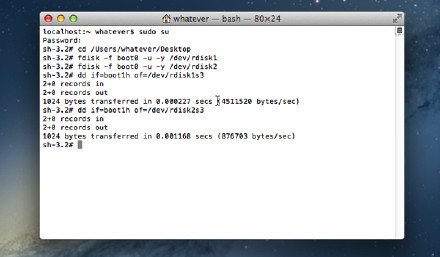 whatever — bash — 80×24
localhost:~ whatever$ sudo su
Password:
sh-3.2# cd /Users/whatever/Desktop
sh-3.2# fdisk -f boot0 -u -y /dev/rdisk1
sh-3.2# fdisk -f boot0 -u -y /dev/rdisk2
sh-3.2# dd if=boot1h of=/dev/rdisk1s3
2+0 records in
2+0 records out
1024 bytes transferred in 0.000227 secs (4511520 bytes/sec)
sh-3.2# dd if=boot1h of=/dev/rdisk2s3
2+0 records in
2+0 records out
1024 bytes transferred in 0.001168 secs (876703 bytes/sec)
sh-3.2#